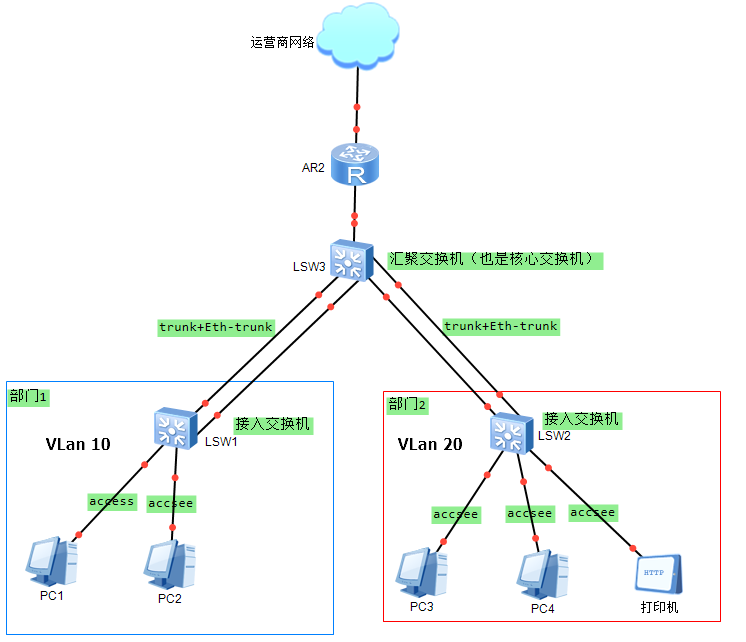 运营商网络
AR2
R
LSW3
汇聚交换机（也是核心交换机）
trunk+Eth-trunk
trunk+Eth-trunk
部门1
接入交换机
LSW1
VLan 10
access
accsee
PC1
PC2
部门2
接入交换机
LSW2
VLan 20
accsee
accsee
accsee
HTTP
PC3
PC4
打印机